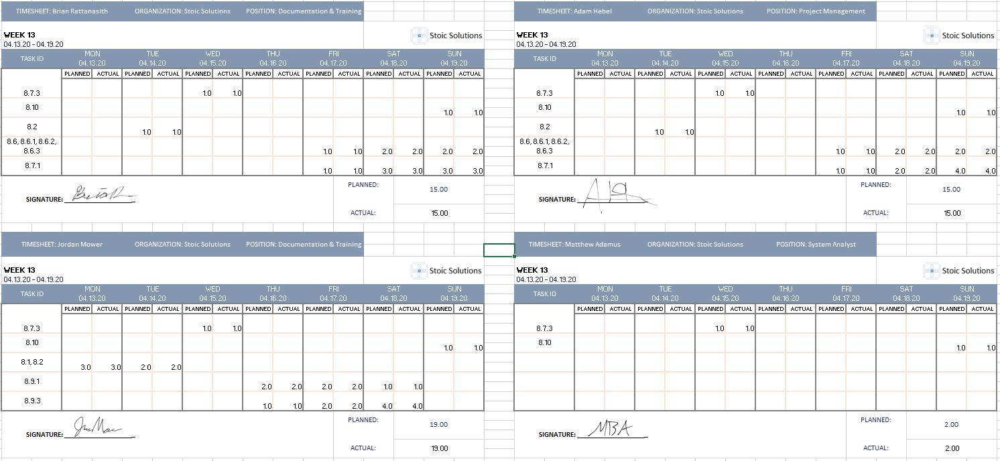 TIMESHEET: Brian Rattanasith ORGANIZATION: Stoic Solutions POSITION: Documentation & Training
WEEK 13
04.13.20 - 04.19.20
Stoic Solutions
TASK ID MON TUE WED THU FRI SAT SUN
04.13.20 04.14.20 04.15.20 04.16.20 04.17.20 04.18.20 04.19.20
PLANNED ACTUAL PLANNED ACTUAL PLANNED ACTUAL PLANNED ACTUAL PLANNED ACTUAL PLANNED ACTUAL PLANNED ACTUAL
8.7.3 1.0 1.0
8.10 1.0 1.0
8.2 1.0 1.0
8.6, 8.6.1, 8.6.2,
8.6.3 1.0 1.0 2.0 2.0 2.0 2.0
8.7.1 1.0 1.0 3.0 3.0 3.0 3.0
PLANNED: 15.00
SIGNATURE:
ACTUAL: 15.00
TIMESHEET: Adam Hebel ORGANIZATION: Stoic Solutions POSITION: Project Management
WEEK 13
04.13.20 - 04.19.20
Stoic Solutions
TASK ID MON TUE WED THU FRI SAT SUN
04.13.20 04.14.20 04.15.20 04.16.20 04.17.20 04.18.20 04.19.20
PLANNED ACTUAL PLANNED ACTUAL PLANNED ACTUAL PLANNED ACTUAL PLANNED ACTUAL PLANNED ACTUAL PLANNED ACTUAL
8.7.3 1.0 1.0
8.10 1.0 1.0
8.2 1.0 1.0
8.6, 8.6.1, 8.6.2,
8.6.3 1.0 1.0 2.0 2.0 2.0 2.0
8.7.1 1.0 1.0 2.0 2.0 4.0 4.0
PLANNED: 15.00
SIGNATURE:
ACTUAL: 15.00
TIMESHEET: Jordan Mower ORGANIZATION: Stoic Solutions POSITION: Documentation & Training
WEEK 13
04.13.20 - 04.19.20
Stoic Solutions
TASK ID MON TUE WED THU FRI SAT SUN
04.13.20 04.14.20 04.15.20 04.16.20 04.17.20 04.18.20 04.19.20
PLANNED ACTUAL PLANNED ACTUAL PLANNED ACTUAL PLANNED ACTUAL PLANNED ACTUAL PLANNED ACTUAL PLANNED ACTUAL
8.7.3 1.0 1.0
8.10 1.0 1.0
8.1, 8.2 3.0 3.0 2.0 2.0
8.9.1 2.0 2.0 2.0 2.0 1.0 1.0
8.9.3 1.0 1.0 2.0 2.0 4.0 4.0
PLANNED: 19.00
SIGNATURE:
ACTUAL: 19.00
TIMESHEET: Matthew Adamus ORGANIZATION: Stoic Solutions POSITION: System Analyst
WEEK 13
04.13.20 - 04.19.20
Stoic Solutions
TASK ID MON TUE WED THU FRI SAT SUN
04.13.20 04.14.20 04.15.20 04.16.20 04.17.20 04.18.20 04.19.20
PLANNED ACTUAL PLANNED ACTUAL PLANNED ACTUAL PLANNED ACTUAL PLANNED ACTUAL PLANNED ACTUAL PLANNED ACTUAL
8.7.3 1.0 1.0
8.10 1.0 1.0
PLANNED: 2.00
SIGNATURE: MBA
ACTUAL: 2.00